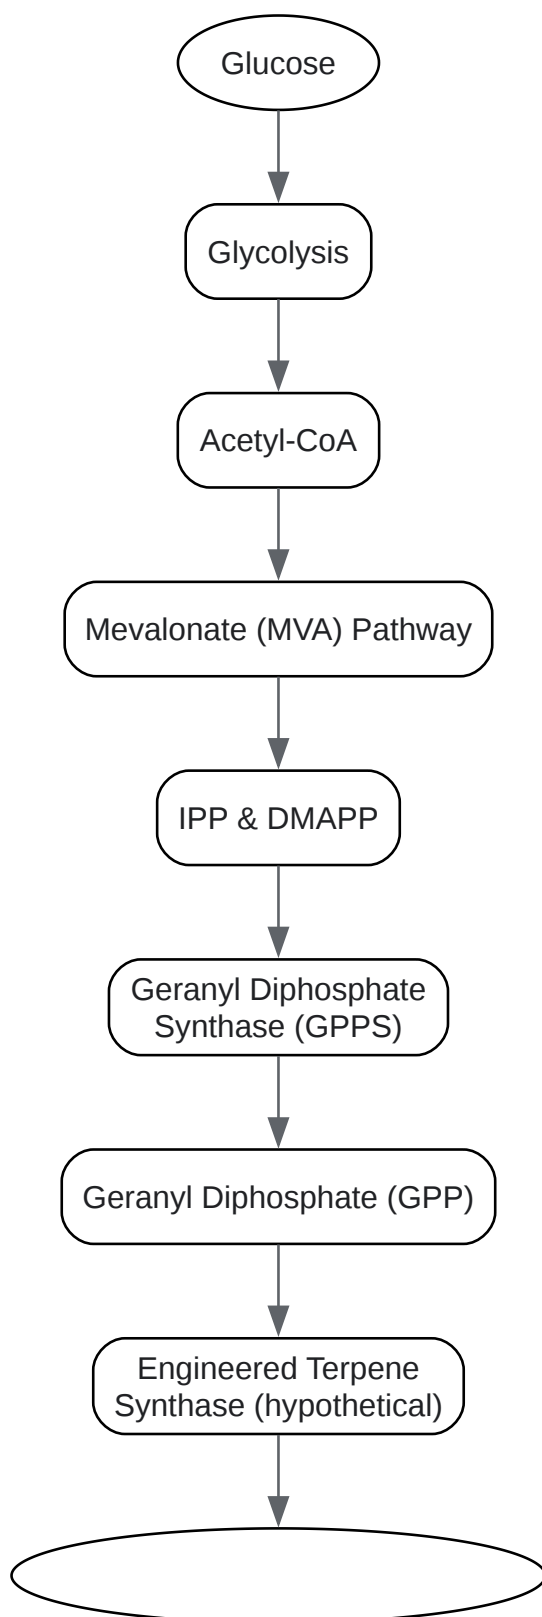 Glucose
Glycolysis
Acetyl-CoA
Mevalonate (MVA) Pathway
IPP & DMAPP
Geranyl Diphosphate
Synthase (GPPS)
Geranyl Diphosphate (GPP)
Engineered Terpene
Synthase (hypothetical)